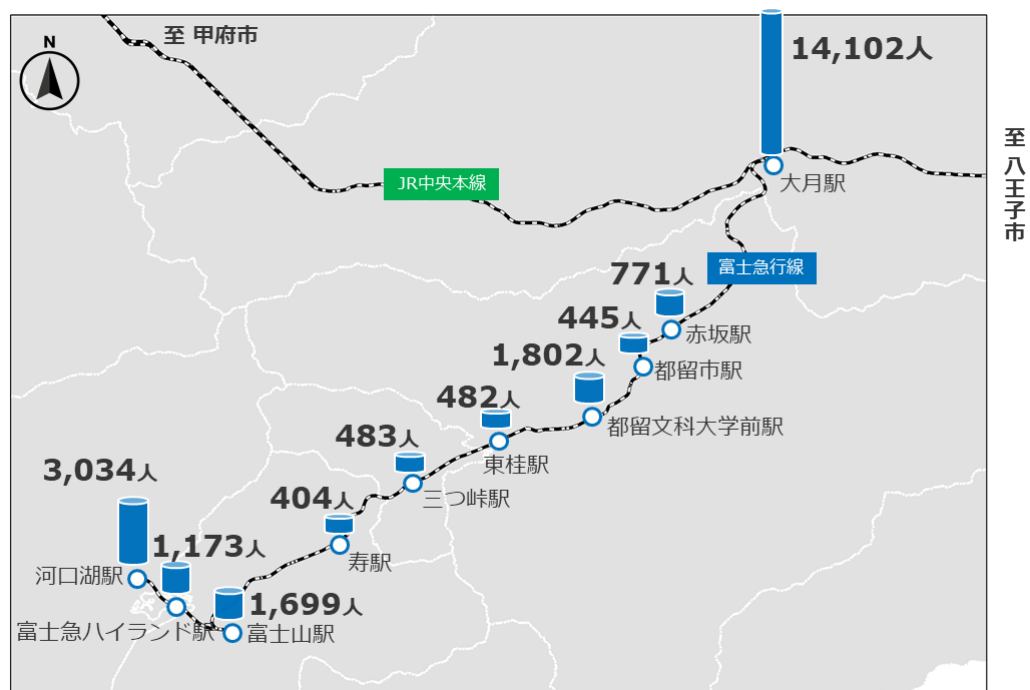 至 甲府市
N
14,102人
至 八王子市
JR中央本線
大月駅
富士急行線
771人
赤坂駅
445人
都留市駅
1,802人
都留文科大学前駅
482人
東桂駅
483人
三つ峠駅
404人
寿駅
3,034人
河口湖駅
1,173人
富士急ハイランド駅
1,699人
富士山駅